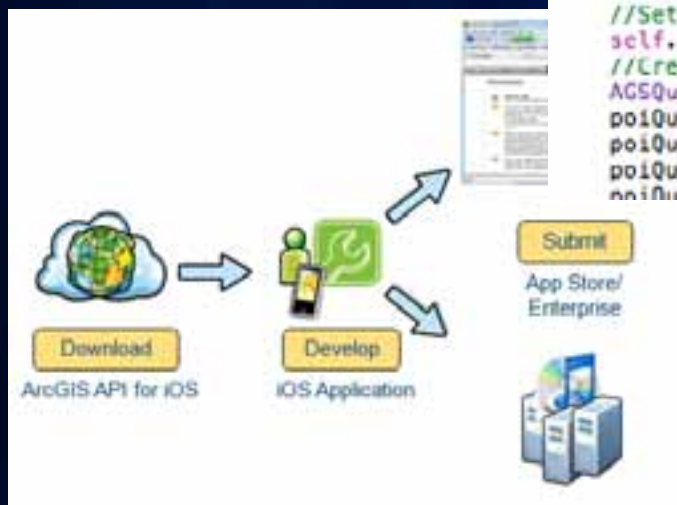 //Set
self.
//Cre
AGSQu
poiQu
poiQu
poiQu
poiQu
Submit
App Store/
Enterprise
Download
ArcGIS API for iOS
Develop
iOS Application